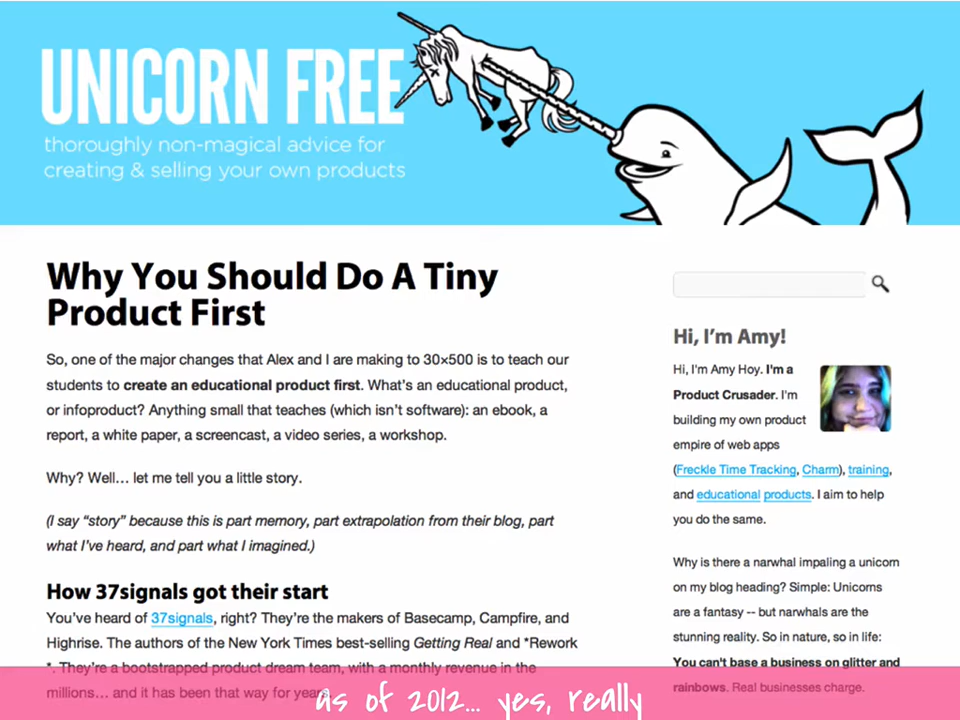 UNICORN FREE
thoroughly non-magical advice for
creating & selling your own products
Why You Should Do A Tiny
Product First
So, one of the major changes that Alex and I are making to 30×500 is to teach our
students to create an educational product first. What's an educational product,
or infoproduct? Anything small that teaches (which isn't software): an ebook, a
report, a white paper, a screencast, a video series, a workshop.
Why? Well… let me tell you a little story.
(I say “story” because this is part memory, part extrapolation from their blog, part
what I've heard, and part what I imagined.)
How 37signals got their start
You've heard of 37signals, right? They're the makers of Basecamp, Campfire, and
Highrise. The authors of the New York Times best-selling Getting Real and *Rework
*. They're a bootstrapped product dream team, with a monthly revenue in the
millions… and it has been that way for years.
Hi, I'm Amy!
Hi, I'm Amy Hoy. I'm a
Product Crusader. I'm
building my own product
empire of web apps
(Freckle Time Tracking, Charm), training,
and educational products. I aim to help
you do the same.
Why is there a narwhal impaling a unicorn
on my blog heading? Simple: Unicorns
are a fantasy -- but narwhals are the
stunning reality. So in nature, so in life:
You can't base a business on glitter and
rainbows. Real businesses charge.
as of 2012... yes, really